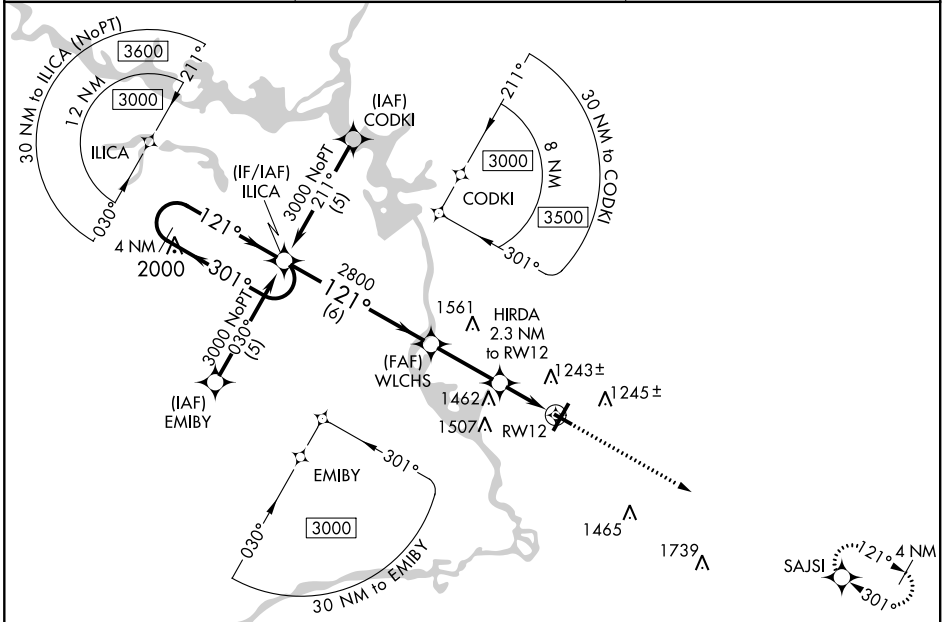 30 NM to ILICA (NoPT)
3600
12 NM
3000
211°
ILICA
030°
(IAF)
CODKI
3000 NoPT
211°
(5)
(IF/IAF)
ILICA
211°
30 NM to CODKI
3000
8 NM
CODKI
3500
301°
121°
4 NM
2000
301°
2800
121°
(6)
3000 NoPT
030°
(5)
(IAF)
EMIBY
1561
HIRDA
2.3 NM
to RW12
(FAF)
WLCHS
1243±
1462
1245±
1507
RW12
EMIBY
301°
030°
3000
30 NM to EMIBY
1465
1739
SAJSI
121°
4 NM
301°